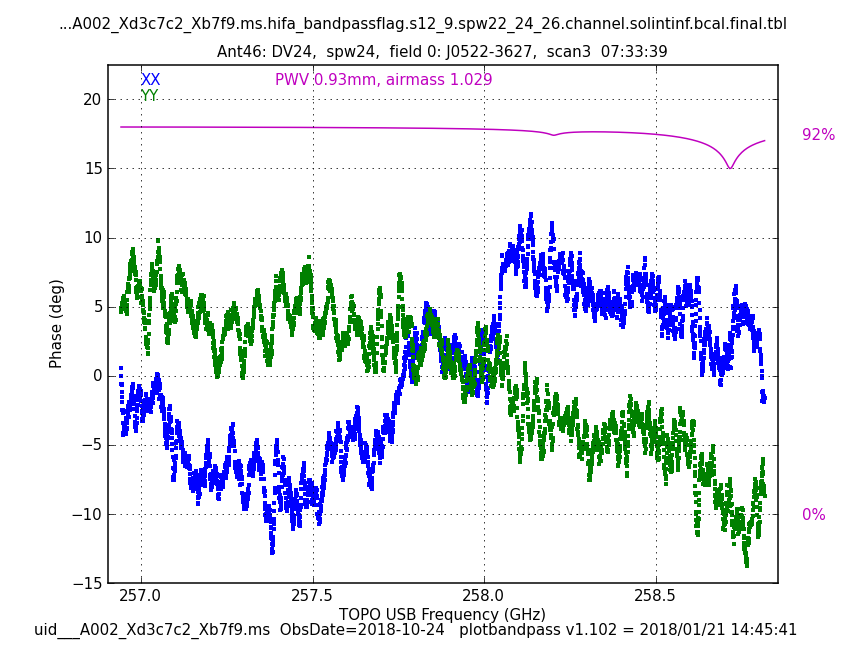 ...A002_Xd3c7c2_Xb7f9.ms.hifa_bandpassflag.s12_9.spw22_24_26.channel.solintinf.bcal.final.tbl
Ant46: DV24,  spw24,  field 0: J0522-3627,  scan3  07:33:39
XX
PWV 0.93mm, airmass 1.029
YY
20
92%
15
10
Phase (deg)
5
0
−5
−10
0%
−15
257.0 257.5 258.0 258.5
TOPO USB Frequency (GHz)
uid___A002_Xd3c7c2_Xb7f9.ms  ObsDate=2018-10-24   plotbandpass v1.102 = 2018/01/21 14:45:41